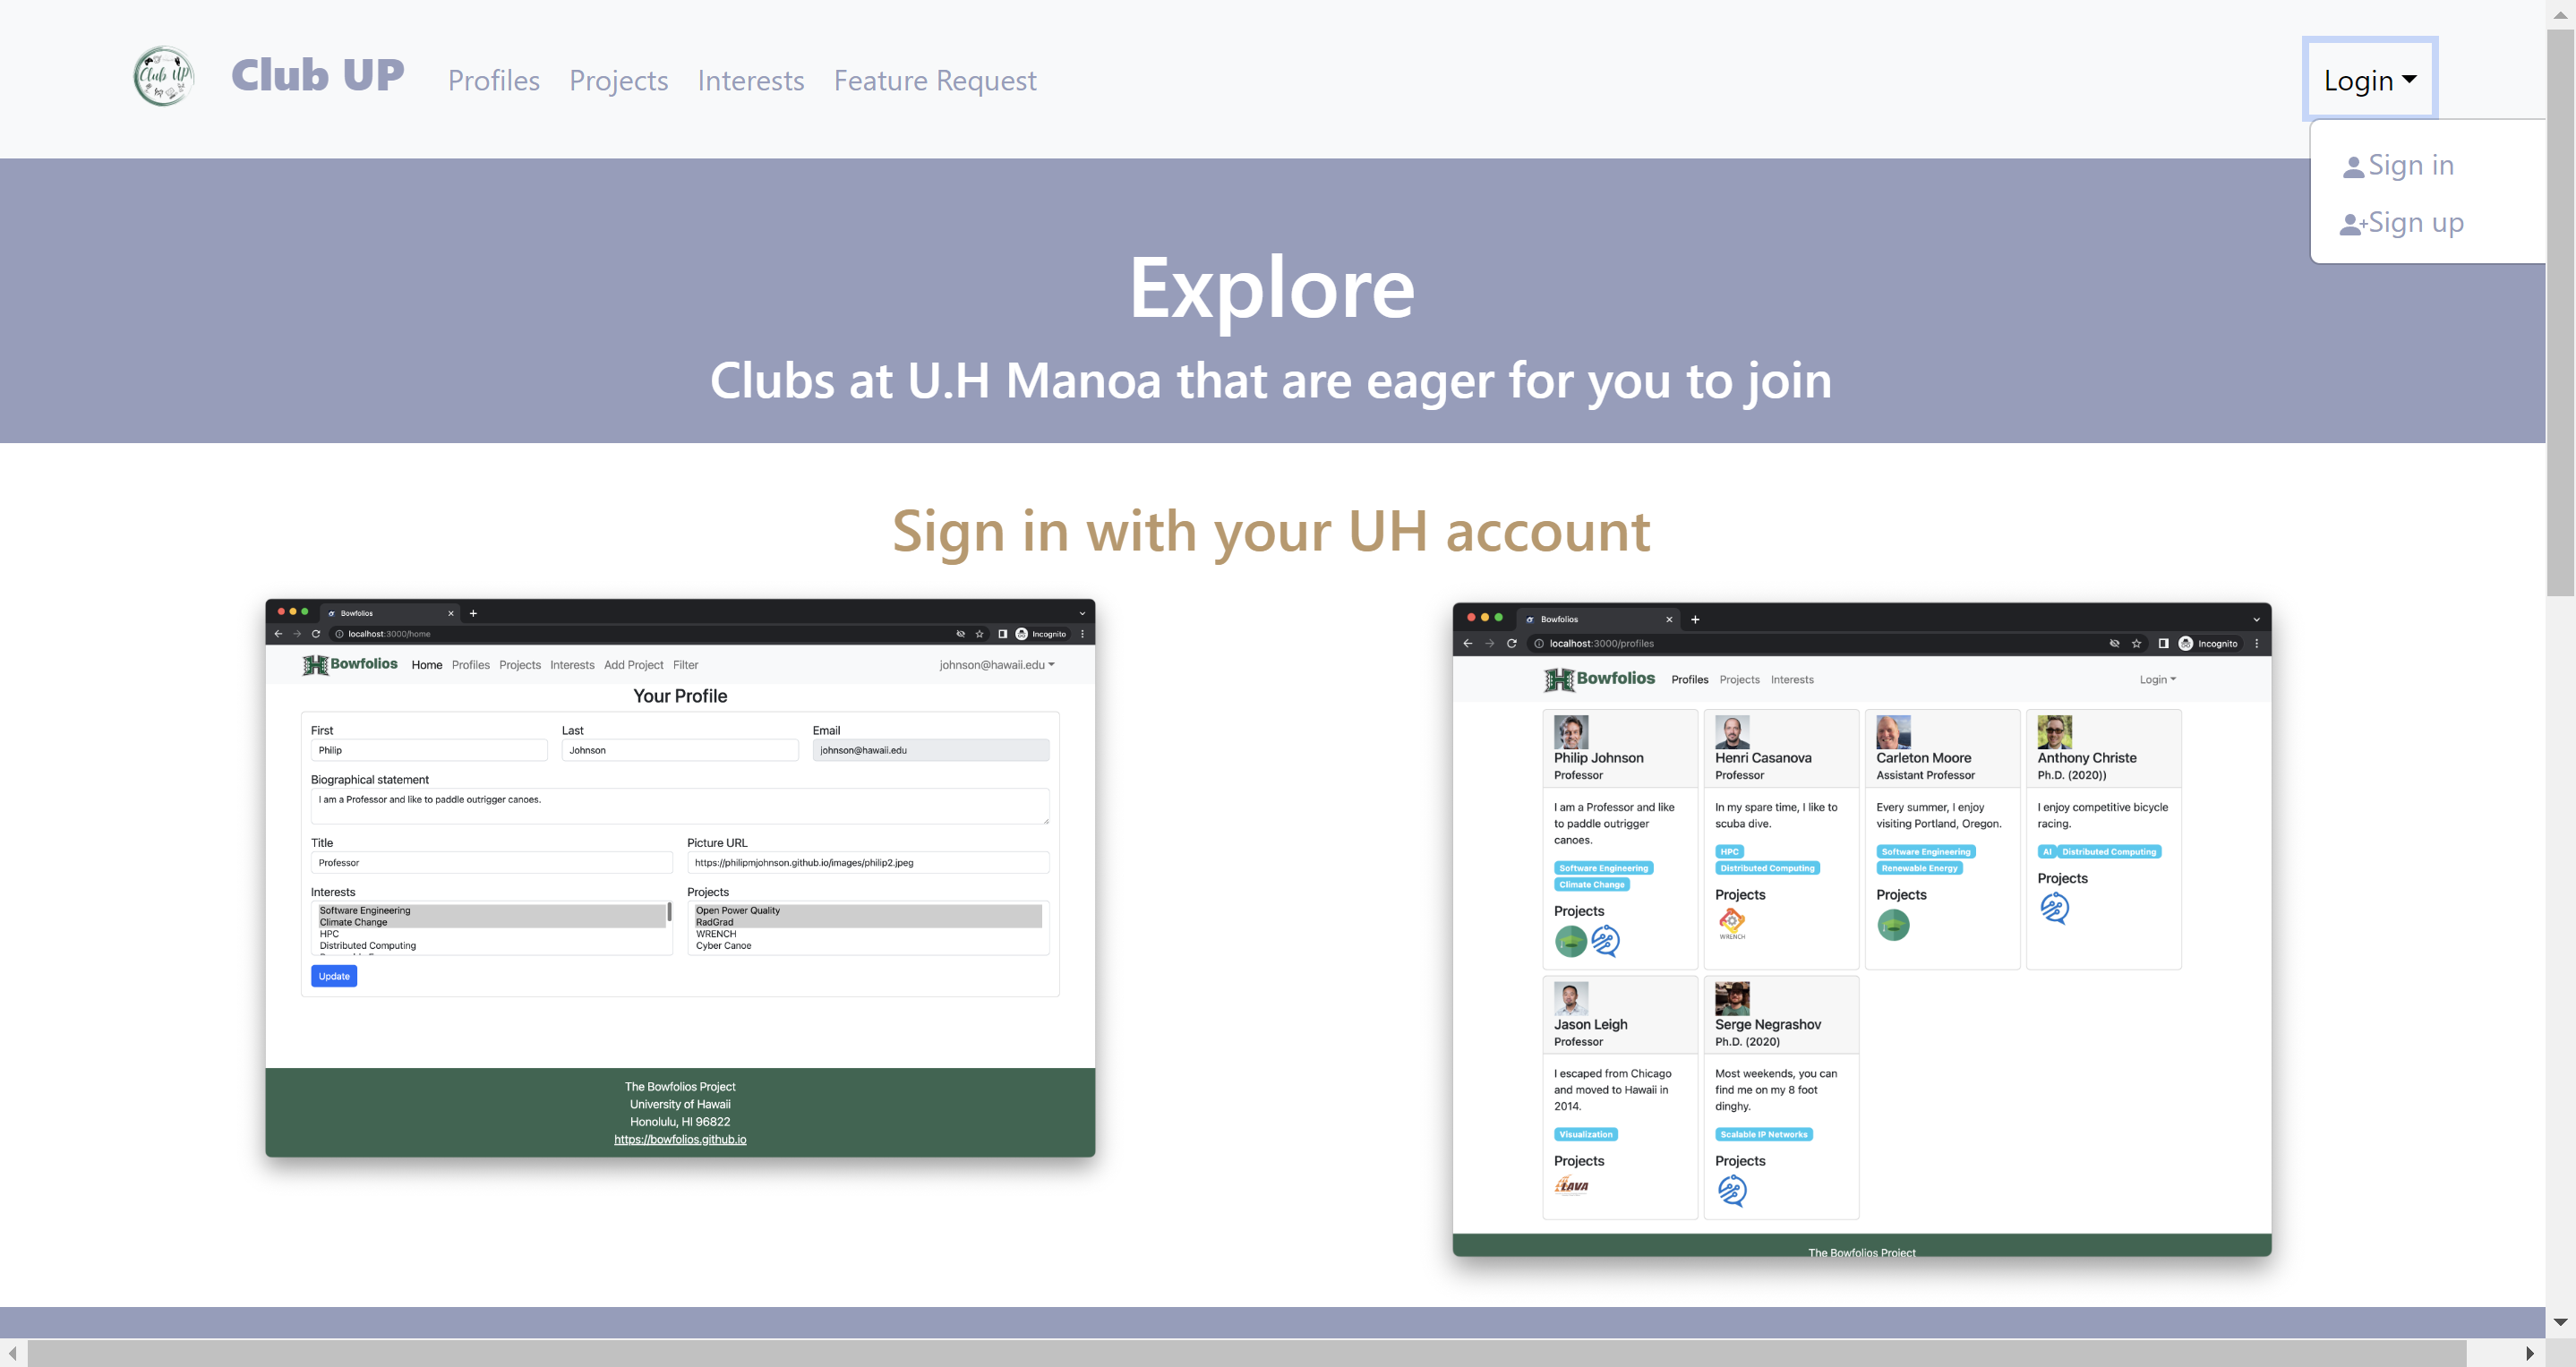 Club UP
Club UP Profiles Projects Interests Feature Request
Login
Sign in
Sign up
Explore
Clubs at U.H Manoa that are eager for you to join
Sign in with your UH account
Bowfolios
localhost:3000/home
Incognito
Bowfolios Home Profiles Projects Interests Add Project Filter
johnson@hawaii.edu
Your Profile
First Last Email
Philip Johnson johnson@hawaii.edu
Biographical statement
I am a Professor and like to paddle outrigger canoes.
Title Picture URL
Professor https://philipmjohnson.github.io/images/philip2.jpeg
Interests Projects
Software Engineering Open Power Quality
Climate Change RadGrad
HPC WRENCH
Distributed Computing Cyber Canoe
Update
The Bowfolios Project
University of Hawaii
Honolulu, HI 96822
https://bowfolios.github.io
Bowfolios
localhost:3000/profiles
Incognito
Bowfolios Profiles Projects Interests
Login
Philip Johnson
Professor
I am a Professor and like
to paddle outrigger
canoes.
Software Engineering
Climate Change
Projects
Henri Casanova
Professor
In my spare time, I like to
scuba dive.
HPC
Distributed Computing
Projects
WRENCH
Carleton Moore
Assistant Professor
Every summer, I enjoy
visiting Portland, Oregon.
Software Engineering
Renewable Energy
Projects
Anthony Christe
Ph.D. (2020))
I enjoy competitive bicycle
racing.
AI Distributed Computing
Projects
Jason Leigh
Professor
I escaped from Chicago
and moved to Hawaii in
2014.
Visualization
Projects
LAVA
Serge Negrashov
Ph.D. (2020)
Most weekends, you can
find me on my 8 foot
dinghy.
Scalable IP Networks
Projects
The Bowfolios Project